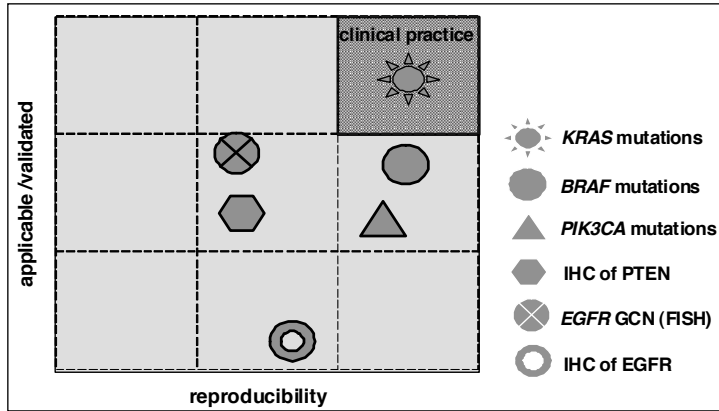 clinical practice
applicable /validated
reproducibility
KRAS mutations
BRAF mutations
PIK3CA mutations
IHC of PTEN
EGFR GCN (FISH)
IHC of EGFR